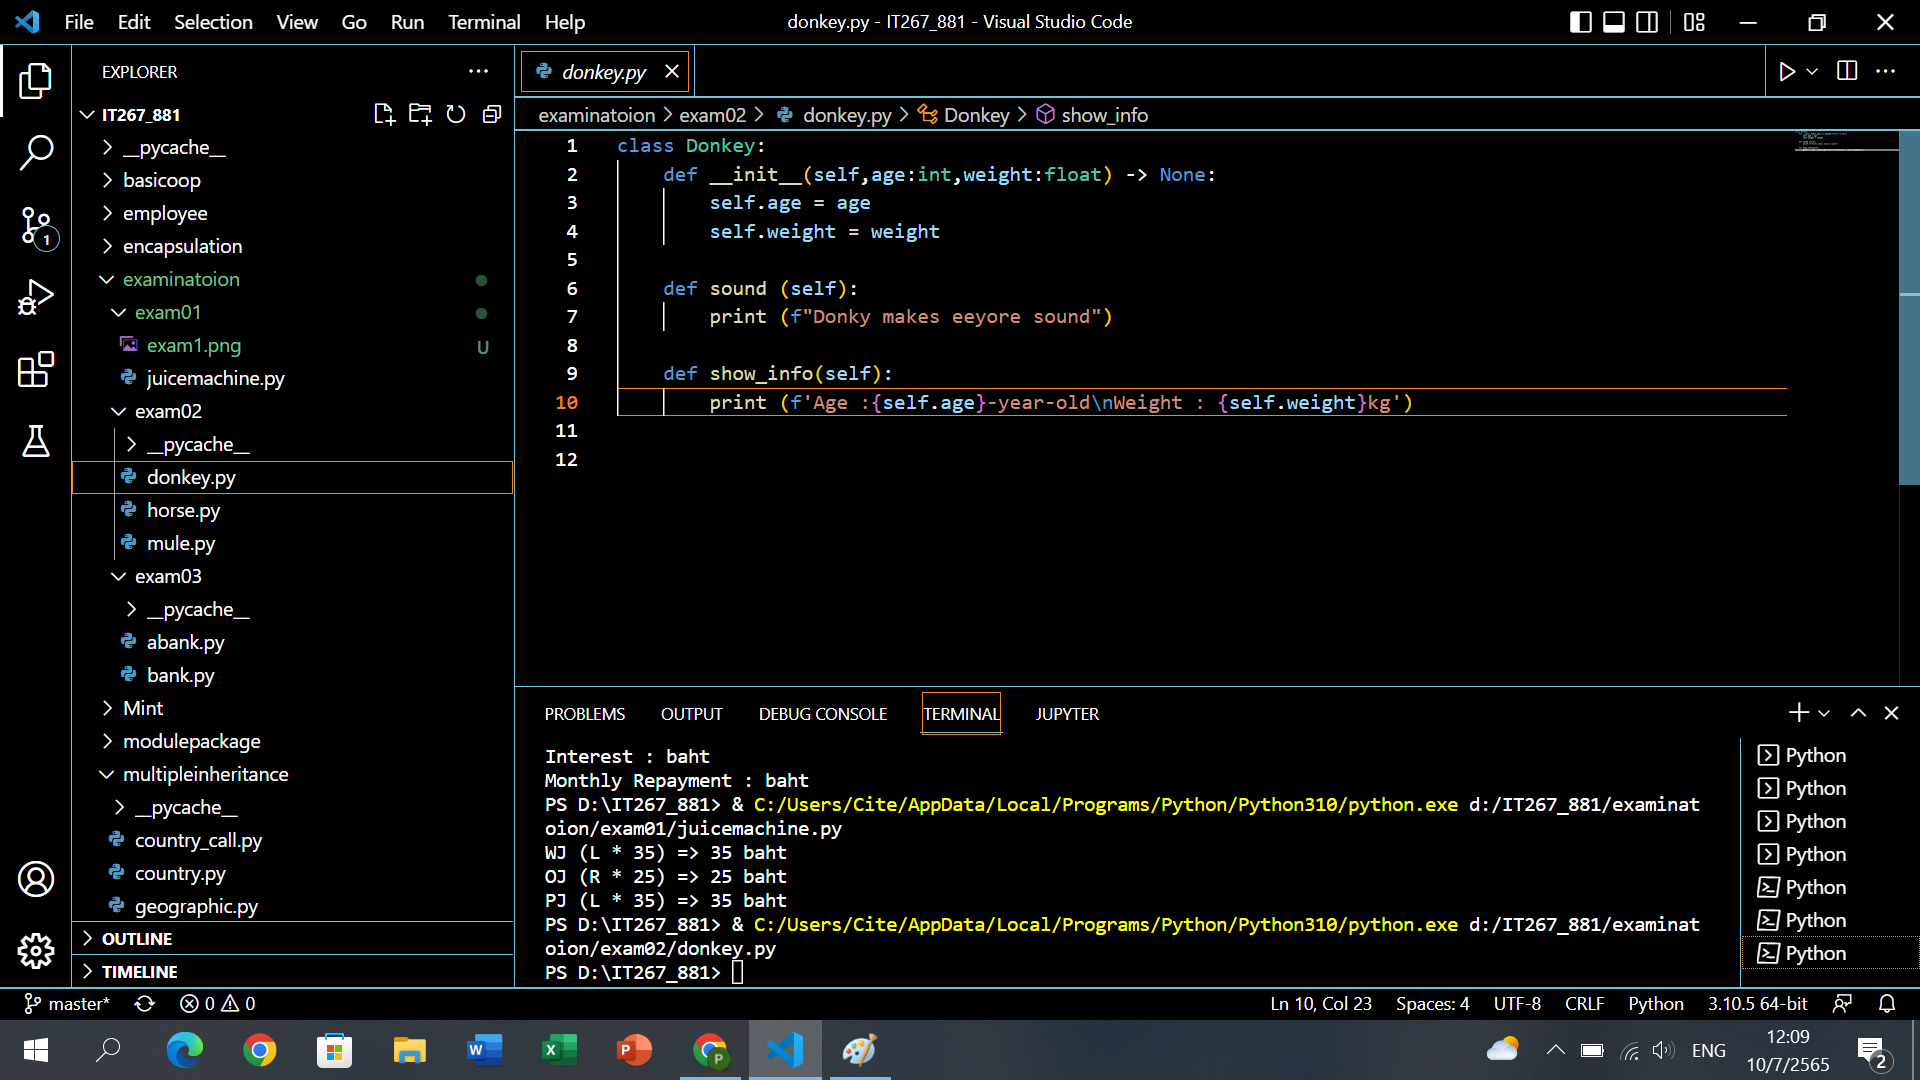 File Edit Selection View Go Run Terminal Help
donkey.py - IT267_881 - Visual Studio Code
EXPLORER
IT267_881
__pycache__
basicoop
employee
encapsulation
examinatoion
exam01
exam1.png U
juicemachine.py
exam02
__pycache__
donkey.py
horse.py
mule.py
exam03
__pycache__
abank.py
bank.py
Mint
modulepackage
multipleinheritance
__pycache__
country_call.py
country.py
geographic.py
OUTLINE
TIMELINE
1
donkey.py
examinatoion > exam02 > donkey.py > Donkey > show_info
1 class Donkey:
2 def __init__(self,age:int,weight:float) -> None:
3 self.age = age
4 self.weight = weight
5
6 def sound (self):
7 print (f"Donky makes eeyore sound")
8
9 def show_info(self):
10 print (f'Age :{self.age}-year-old\nWeight : {self.weight}kg')
11
12
PROBLEMS OUTPUT DEBUG CONSOLE TERMINAL JUPYTER
Interest : baht
Monthly Repayment : baht
PS D:\IT267_881> & C:/Users/Cite/AppData/Local/Programs/Python/Python310/python.exe d:/IT267_881/examinat
oion/exam01/juicemachine.py
WJ (L * 35) => 35 baht
OJ (R * 25) => 25 baht
PJ (L * 35) => 35 baht
PS D:\IT267_881> & C:/Users/Cite/AppData/Local/Programs/Python/Python310/python.exe d:/IT267_881/examinat
oion/exam02/donkey.py
PS D:\IT267_881>
Python
Python
Python
Python
Python
Python
Python
master* 0 0
Ln 10, Col 23 Spaces: 4 UTF-8 CRLF Python 3.10.5 64-bit
W X P P
ENG
12:09
10/7/2565
2